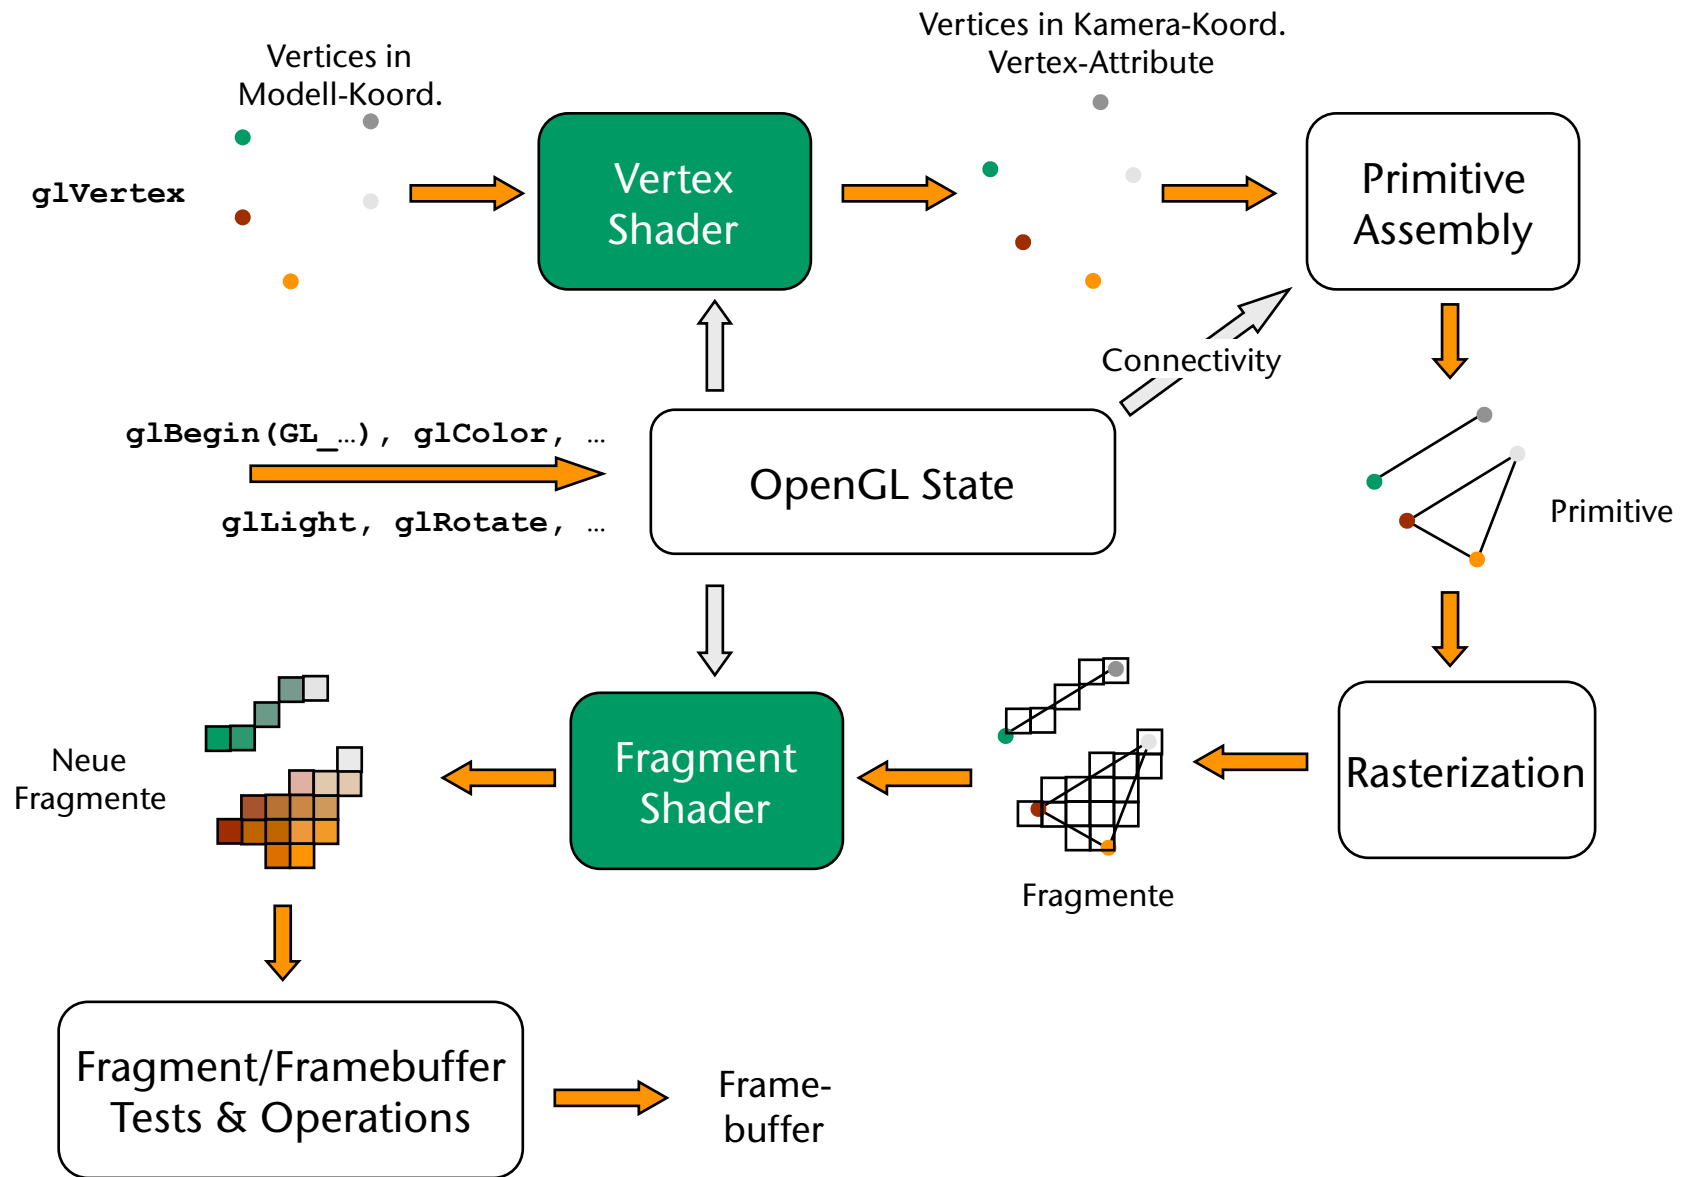 Vertices in
Modell-Koord.
Vertices in Kamera-Koord.
Vertex-Attribute
glVertex
Vertex
Shader
Primitive
Assembly
Connectivity
glBegin(GL_…), glColor, …
glLight, glRotate, …
OpenGL State
Primitive
Neue
Fragmente
Fragment
Shader
Fragmente
Rasterization
Fragment/Framebuffer
Tests & Operations
Frame-
buffer